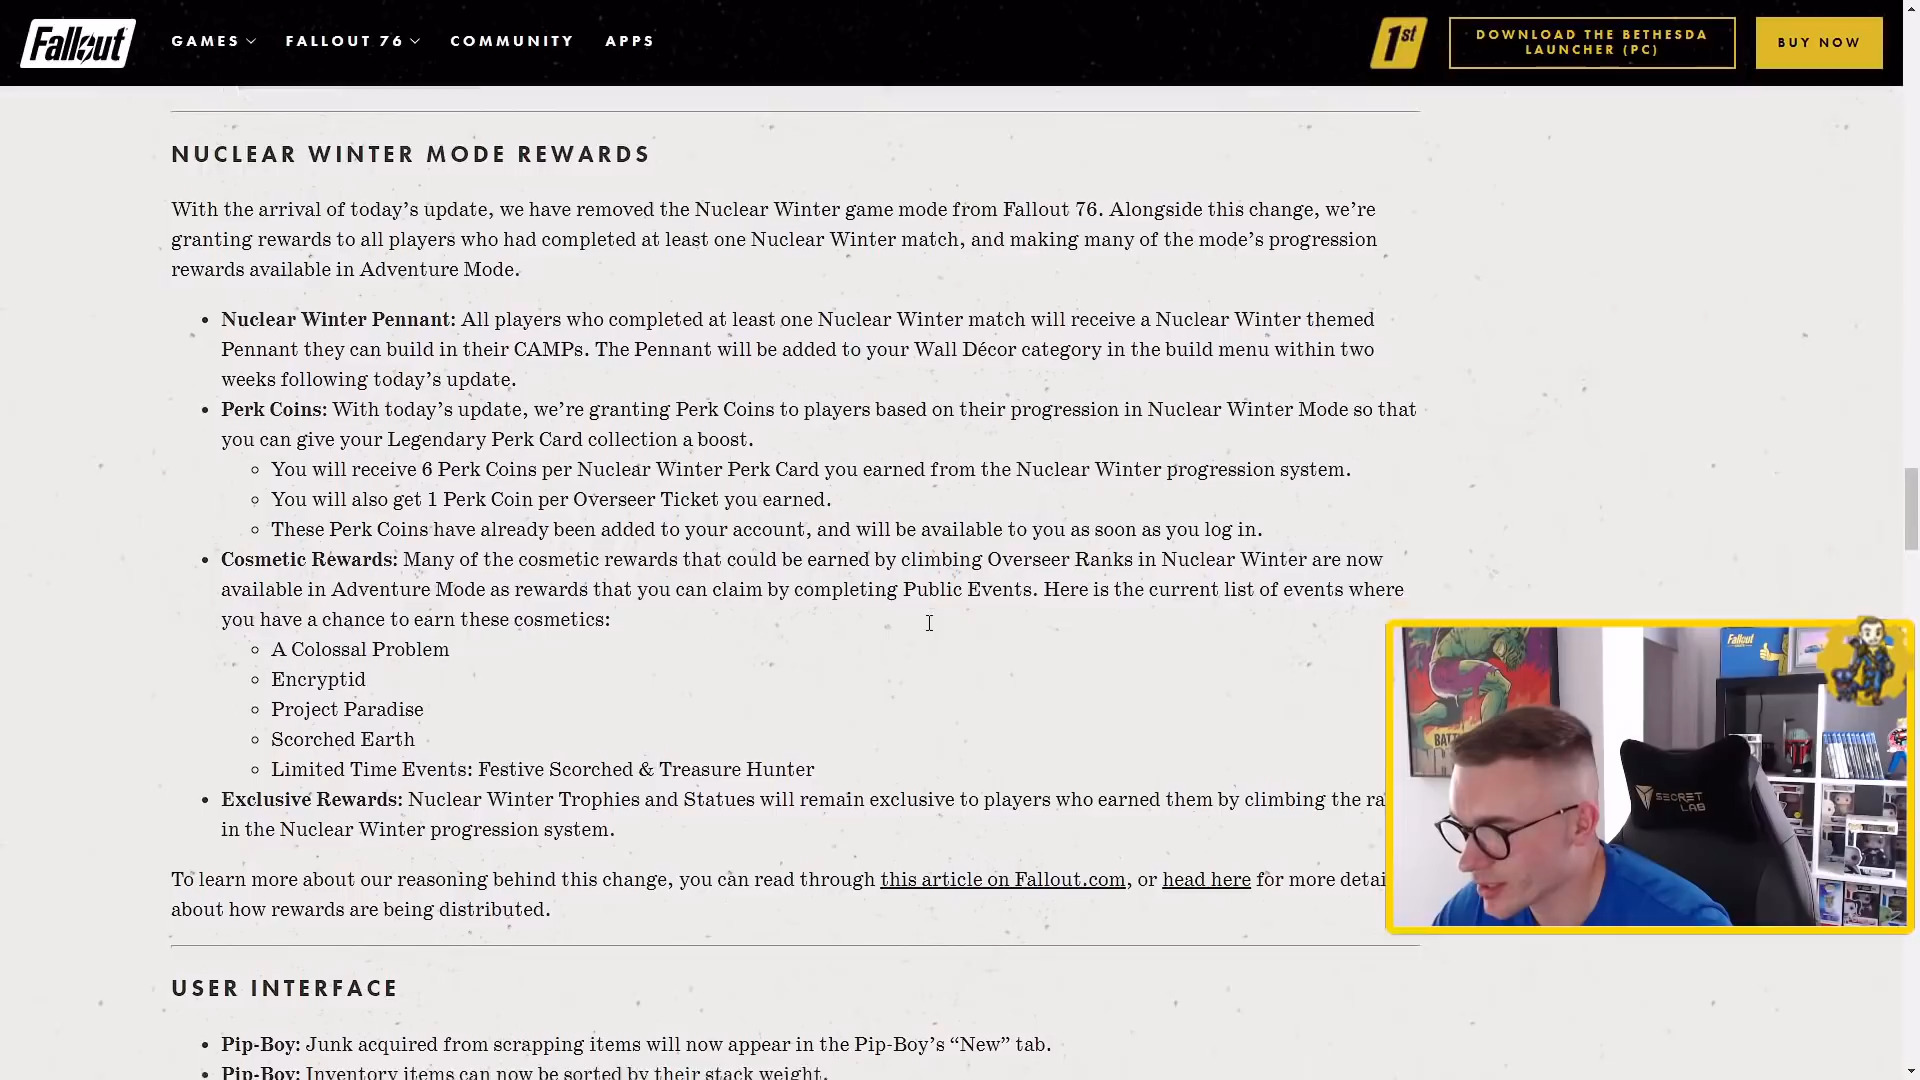 Fallout
GAMES
FALLOUT 76
COMMUNITY
APPS
1st
DOWNLOAD THE BETHESDA
LAUNCHER (PC)
BUY NOW
NUCLEAR WINTER MODE REWARDS
With the arrival of today’s update, we have removed the Nuclear Winter game mode from Fallout 76. Alongside this change, we’re
granting rewards to all players who had completed at least one Nuclear Winter match, and making many of the mode’s progression
rewards available in Adventure Mode.
• Nuclear Winter Pennant: All players who completed at least one Nuclear Winter match will receive a Nuclear Winter themed
Pennant they can build in their CAMPs. The Pennant will be added to your Wall Décor category in the build menu within two
weeks following today’s update.
• Perk Coins: With today’s update, we’re granting Perk Coins to players based on their progression in Nuclear Winter Mode so that
you can give your Legendary Perk Card collection a boost.
◦ You will receive 6 Perk Coins per Nuclear Winter Perk Card you earned from the Nuclear Winter progression system.
◦ You will also get 1 Perk Coin per Overseer Ticket you earned.
◦ These Perk Coins have already been added to your account, and will be available to you as soon as you log in.
• Cosmetic Rewards: Many of the cosmetic rewards that could be earned by climbing Overseer Ranks in Nuclear Winter are now
available in Adventure Mode as rewards that you can claim by completing Public Events. Here is the current list of events where
you have a chance to earn these cosmetics:
◦ A Colossal Problem
◦ Encryptid
◦ Project Paradise
◦ Scorched Earth
◦ Limited Time Events: Festive Scorched & Treasure Hunter
• Exclusive Rewards: Nuclear Winter Trophies and Statues will remain exclusive to players who earned them by climbing the ra
in the Nuclear Winter progression system.
To learn more about our reasoning behind this change, you can read through this article on Fallout.com, or head here for more detai
about how rewards are being distributed.
USER INTERFACE
• Pip-Boy: Junk acquired from scrapping items will now appear in the Pip-Boy’s “New” tab.
• Pip-Boy: Inventory items can now be sorted by their stack weight.
Fallout
SECRET
LAB